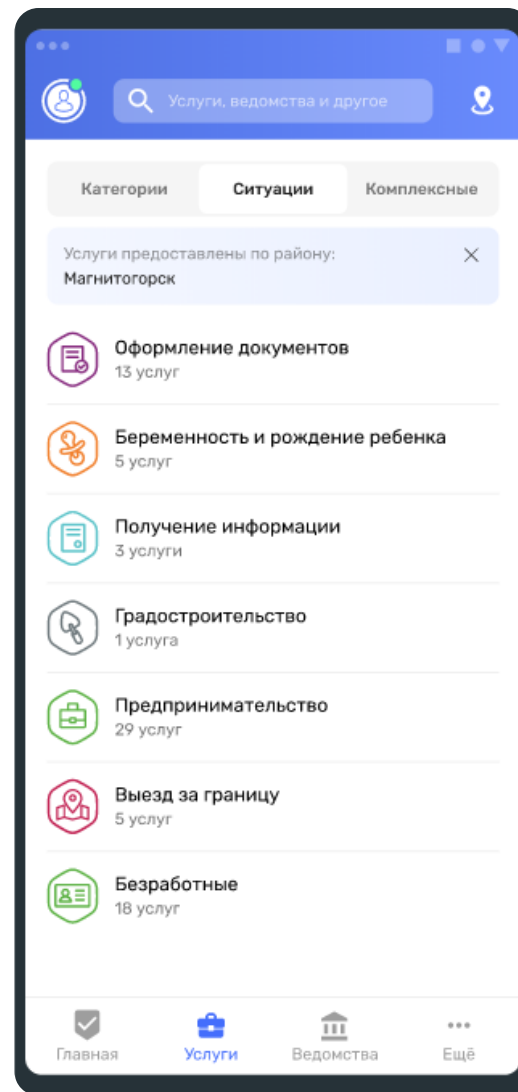 Услуги, ведомства и другое
Категории Ситуации Комплексные
Услуги предоставлены по району:
Магнитогорск
Оформление документов
13 услуг
Беременность и рождение ребенка
5 услуг
Получение информации
3 услуги
Градостроительство
1 услуга
Предпринимательство
29 услуг
Выезд за границу
5 услуг
Безработные
18 услуг
Главная Услуги Ведомства Ещё